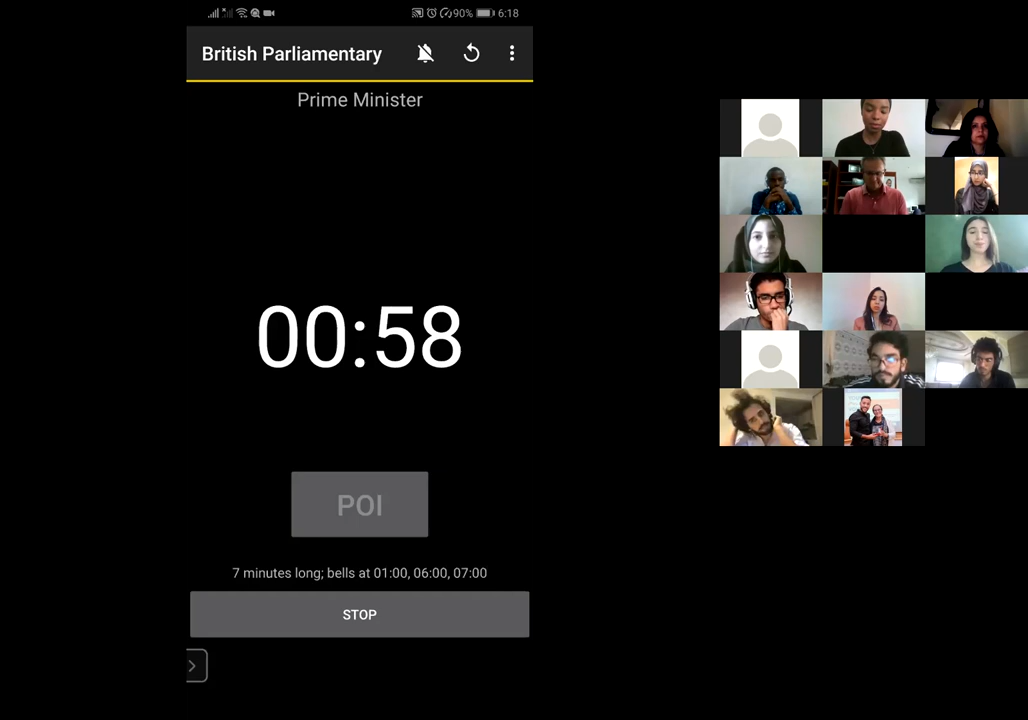 90% 6:18
British Parliamentary
Prime Minister
00:58
POI
7 minutes long; bells at 01:00, 06:00, 07:00
STOP